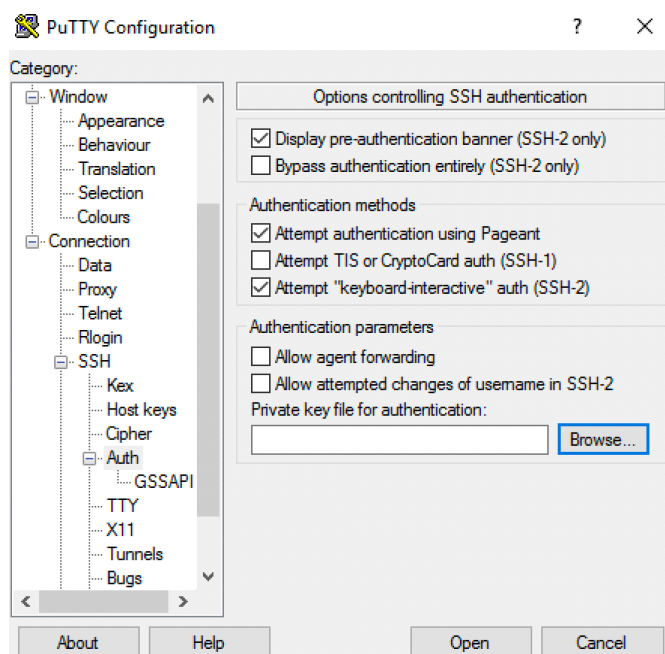 PuTTY Configuration
?
Category:
Window
Appearance
Behaviour
Translation
Selection
Colours
Connection
Data
Proxy
Telnet
Rlogin
SSH
Kex
Host keys
Cipher
Auth
GSSAPI
TTY
X11
Tunnels
Bugs
Options controlling SSH authentication
Display pre-authentication banner (SSH-2 only)
Bypass authentication entirely (SSH-2 only)
Authentication methods
Attempt authentication using Pageant
Attempt TIS or CryptoCard auth (SSH-1)
Attempt "keyboard-interactive" auth (SSH-2)
Authentication parameters
Allow agent forwarding
Allow attempted changes of username in SSH-2
Private key file for authentication:
Browse...
About
Help
Open
Cancel